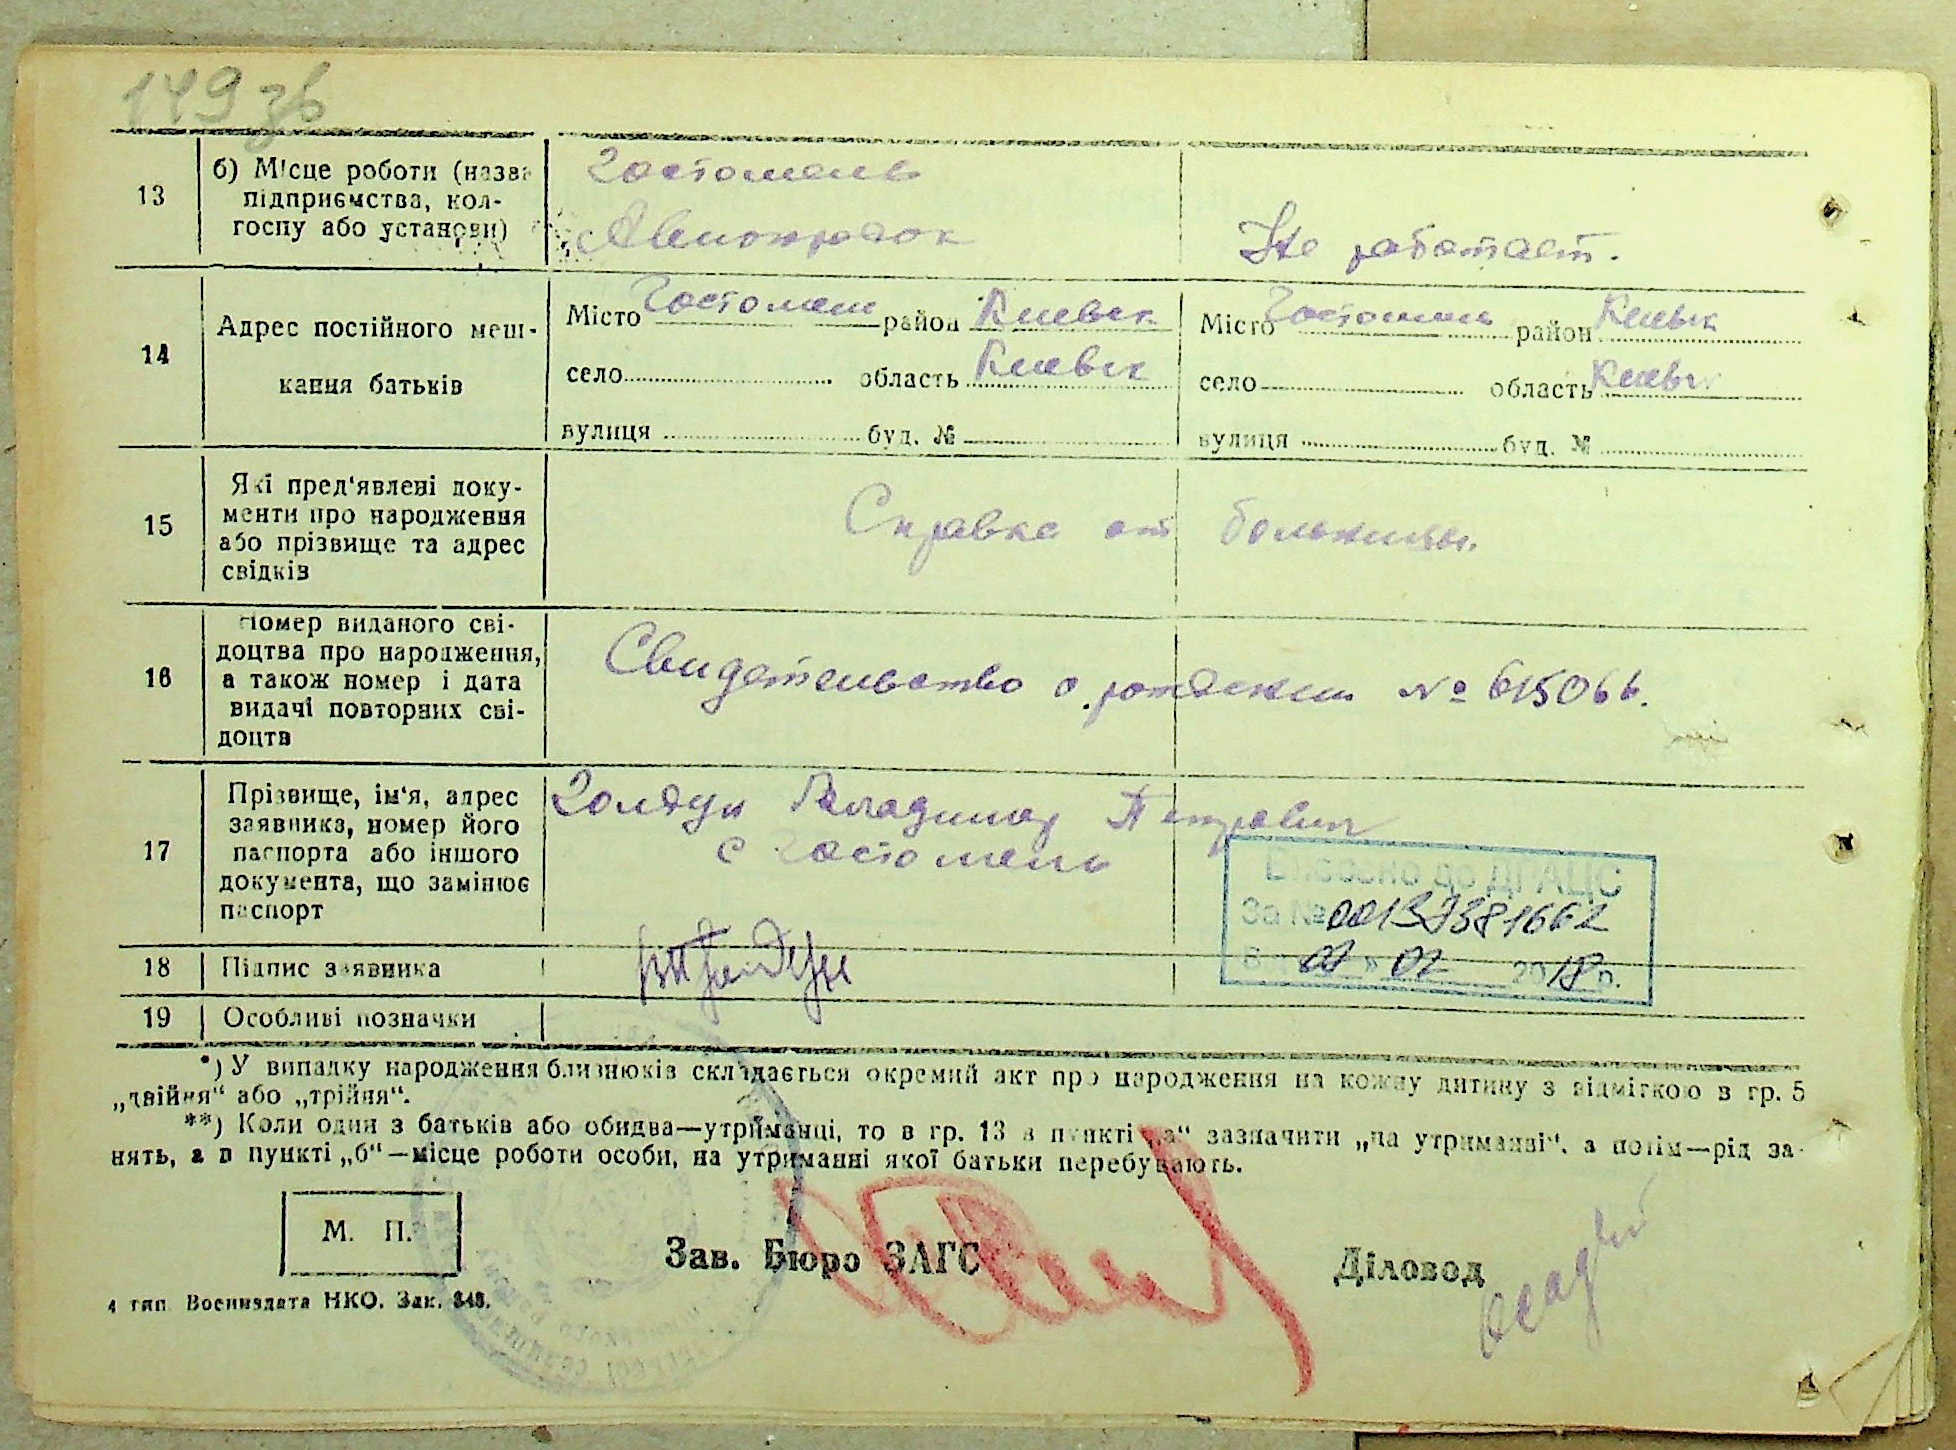 149 зв
13 б) Місце роботи (назва
підприємства, кол-
госпу або установи)
Гостомель
Не работает.
14 Адрес постійного меш-
кання батьків
Місто Гостомель район Киевск
село область Киевск
вулиця буд. №
Місто Гостомель район Киевск
село область Киевск
вулиця буд. №
15 Які пред'явлені доку-
менти про народження
або прізвище та адрес
свідків
Справка от больницы.
16 Номер виданого сві-
доцтва про народження,
а також номер і дата
видачі повторних сві-
доцтв
Свидетельство о рождении № 615066.
17 Прізвище, ім'я, адрес
заявника, номер його
паспорта або іншого
документа, що замінює
паспорт
Владимир Петрович
с Гостомель
Внесено до ДРАЦС
За № 00137381662
02 2018 р.
18 Підпис заявника
19 Особливі позначки
*) У випадку народження близнюків складається окремий акт про народження на кожну дитину з відміткою в гр. 5
„двійня“ або „трійня“.
**) Коли один з батьків або обидва—утриманці, то в гр. 13 в пункті „а“ зазначити „на утриманні“, а потім—рід за-
нять, а в пункті „б“—місце роботи особи, на утриманні якої батьки перебувають.
М. П.
Зав. Бюро ЗАГС
Діловод
4 тип. Воениздата НКО. Зак. 348.